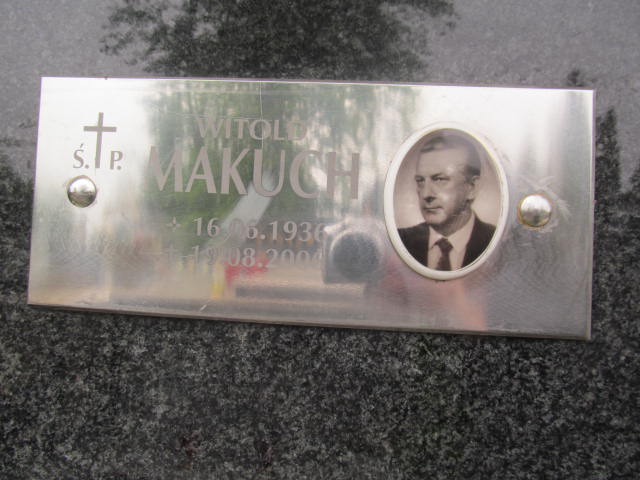 Ś. P.
WITOLD
MAKUCH
* 16.06.1936
† 19.08.2004